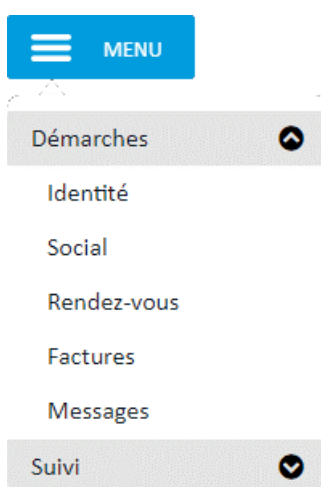 MENU
Démarches
Identité
Social
Rendez-vous
Factures
Messages
Suivi